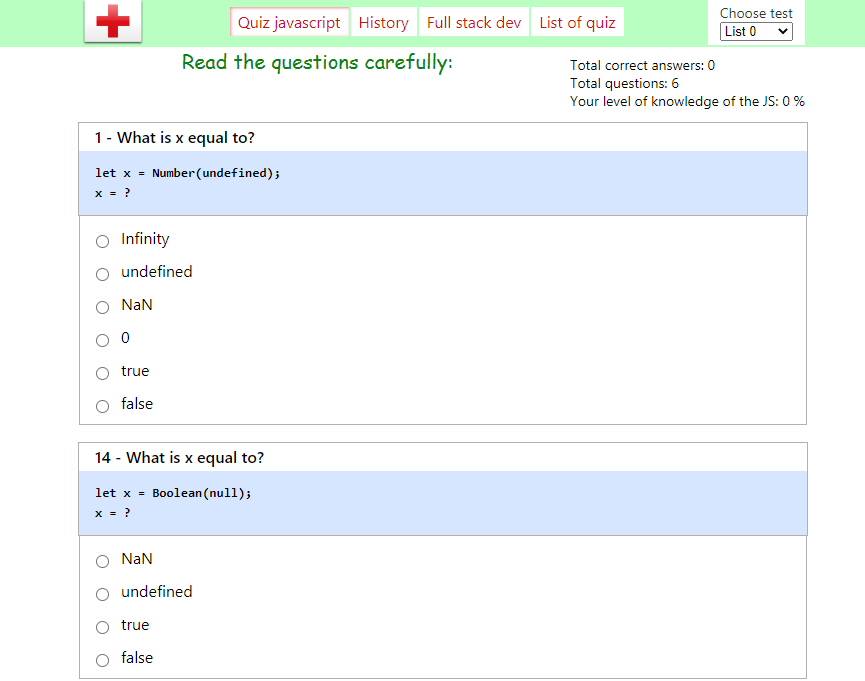 Quiz javascript History Full stack dev List of quiz
Choose test
List 0
Read the questions carefully:
Total correct answers: 0
Total questions: 6
Your level of knowledge of the JS: 0 %
1 - What is x equal to?
let x = Number(undefined);
x = ?
Infinity
undefined
NaN
0
true
false
14 - What is x equal to?
let x = Boolean(null);
x = ?
NaN
undefined
true
false